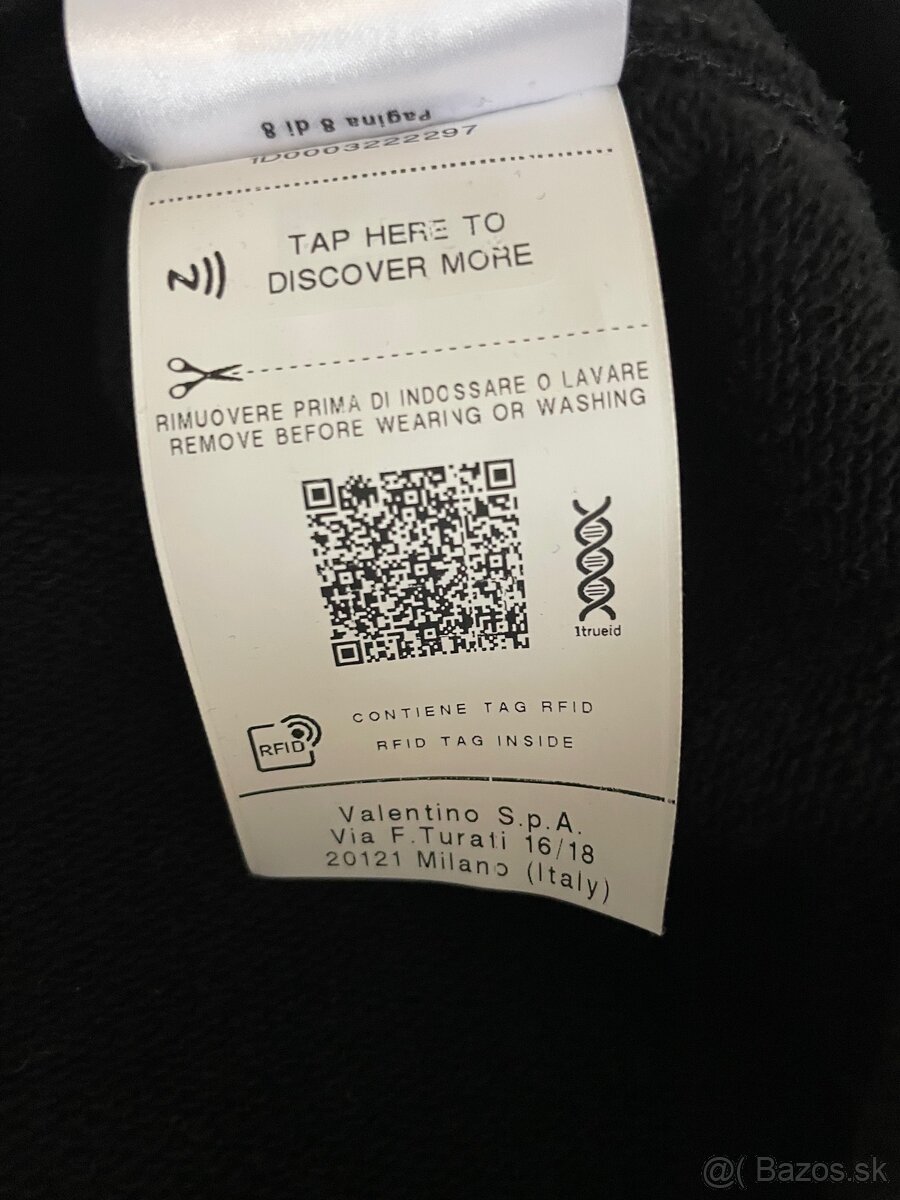 Pagina 8 di 8
1D0003222297
TAP HERE TO
DISCOVER MORE
RIMUOVERE PRIMA DI INDOSSARE O LAVARE
REMOVE BEFORE WEARING OR WASHING
1trueid
CONTIENE TAG RFID
RFID
RFID TAG INSIDE
Valentino S.p.A.
Via F.Turati 16/18
20121 Milano (Italy)
@( Bazos.sk